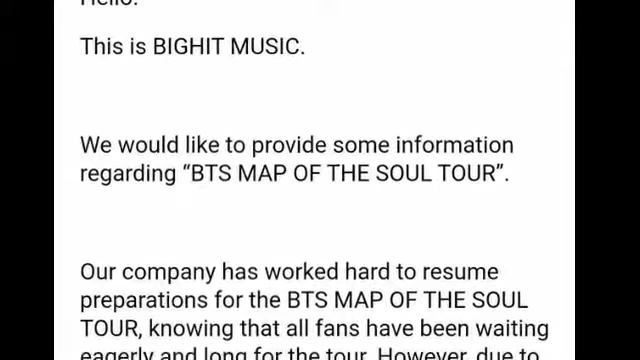 Hello!
This is BIGHIT MUSIC.
We would like to provide some information
regarding “BTS MAP OF THE SOUL TOUR”.
Our company has worked hard to resume
preparations for the BTS MAP OF THE SOUL
TOUR, knowing that all fans have been waiting
eagerly and long for the tour. However, due to